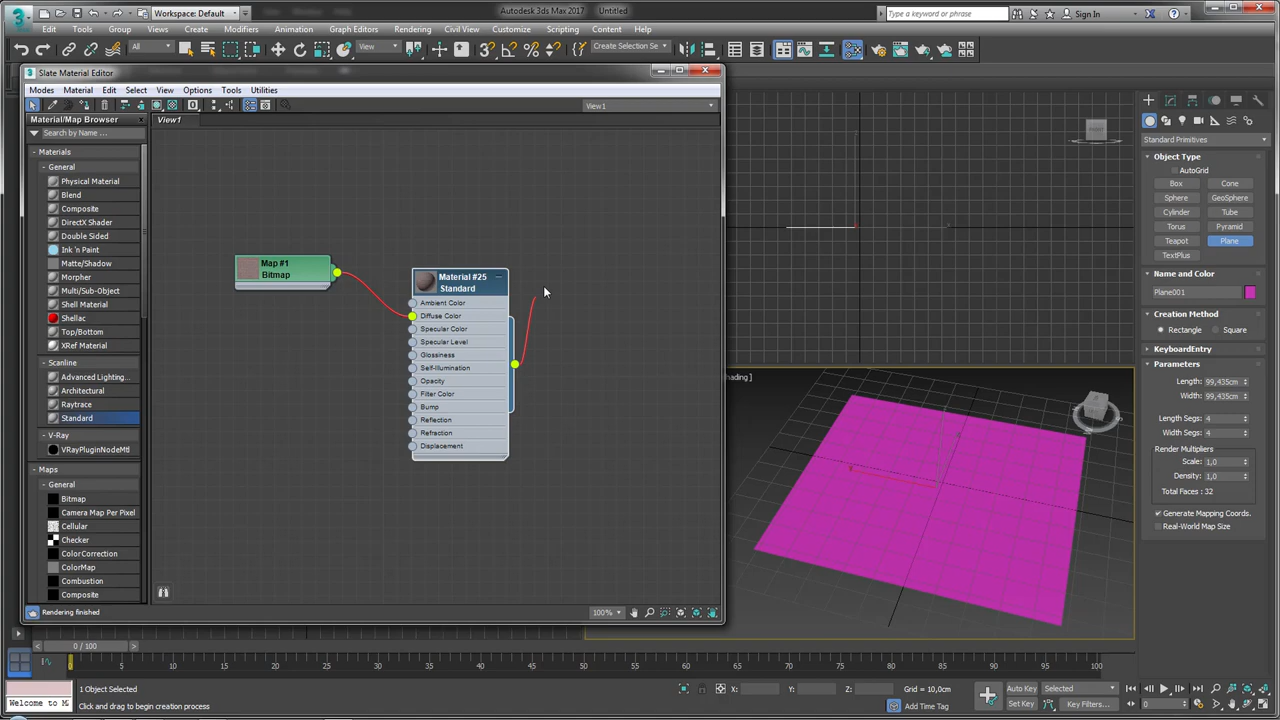 Workspace: Default
Autodesk 3ds Max 2017
Untitled
Type a keyword or phrase
Sign In
Edit
Tools
Group
Views
Create
Modifiers
Animation
Graph Editors
Rendering
Civil View
Customize
Scripting
Content
Help
All
View
Create Selection Se
Slate Material Editor
Modes
Material
Edit
Select
View
Options
Tools
Utilities
View1
Material/Map Browser
View1
Search by Name ...
- Materials
- General
Physical Material
Blend
Composite
DirectX Shader
Double Sided
Ink 'n Paint
Matte/Shadow
Morpher
Multi/Sub-Object
Shell Material
Shellac
Top/Bottom
XRef Material
- Scanline
Advanced Lighting...
Architectural
Raytrace
Standard
- V-Ray
VRayPluginNodeMtl
- Maps
- General
Bitmap
Camera Map Per Pixel
Cellular
Checker
ColorCorrection
ColorMap
Combustion
Composite
Map #1
Bitmap
Material #25
Standard
Ambient Color
Diffuse Color
Specular Color
Specular Level
Glossiness
Self-Illumination
Opacity
Filter Color
Bump
Reflection
Refraction
Displacement
Rendering finished
100%
FRONT
hading ]
Standard Primitives
- Object Type
AutoGrid
Box
Cone
Sphere
GeoSphere
Cylinder
Tube
Torus
Pyramid
Teapot
Plane
TextPlus
- Name and Color
Plane001
- Creation Method
Rectangle
Square
- KeyboardEntry
- Parameters
Length: 99,435cm
Width: 99,435cm
Length Segs: 4
Width Segs: 4
Render Multipliers
Scale: 1,0
Density: 1,0
Total Faces : 32
Generate Mapping Coords.
Real-World Map Size
0 / 100
0 5 10 15 20 25 30 35 40 45 50 55 60 65 70 75 80 85 90 95 100
1 Object Selected
X:
Y:
Z:
Grid = 10,0cm
Auto Key
Selected
Welcome to M
Click and drag to begin creation process
Add Time Tag
Set Key
Key Filters...
0